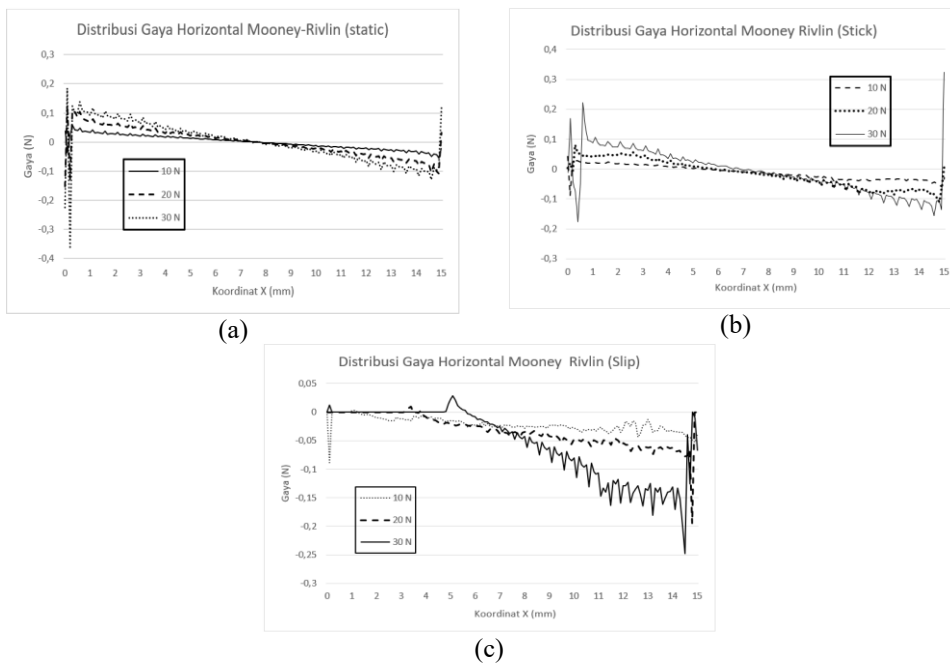 Distribusi Gaya Horizontal Mooney-Rivlin (static)
0,3
0,2
0,1
0
-0,1
-0,2
-0,3
-0,4
Gaya (N)
10 N
20 N
30 N
0 1 2 3 4 5 6 7 8 9 10 11 12 13 14 15
Koordinat X (mm)
(a)
Distribusi Gaya Horizontal Mooney Rivlin (Stick)
0,4
0,3
0,2
0,1
0
-0,1
-0,2
-0,3
Gaya (N)
10 N
20 N
30 N
0 1 2 3 4 5 6 7 8 9 10 11 12 13 14 15
Koordinat X (mm)
(b)
Distribusi Gaya Horizontal Mooney Rivlin (Slip)
0,05
0
-0,05
-0,1
-0,15
-0,2
-0,25
-0,3
Gaya (N)
10 N
20 N
30 N
0 1 2 3 4 5 6 7 8 9 10 11 12 13 14 15
Koordinat X (mm)
(c)